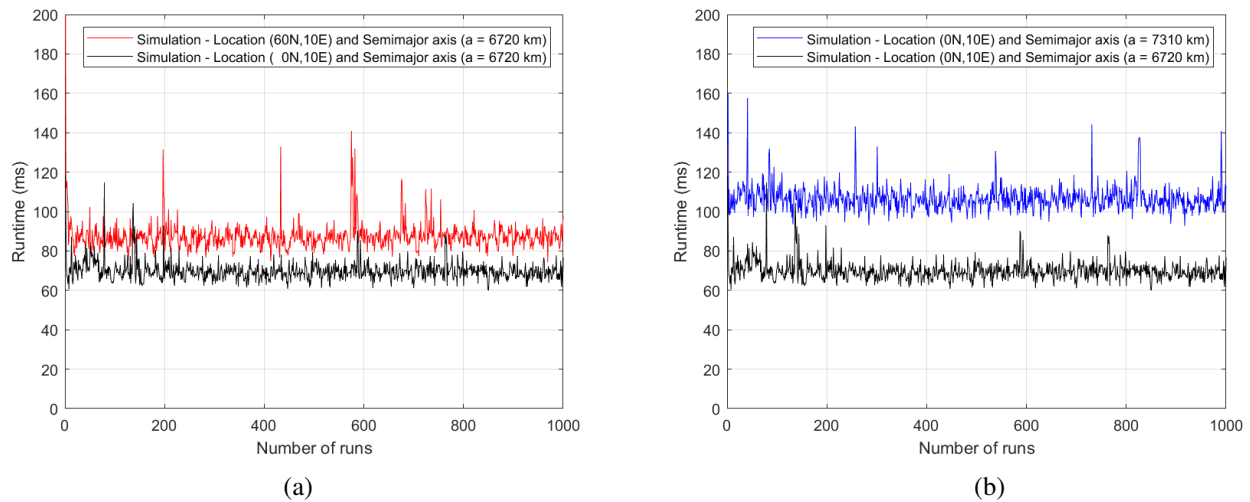 200
180
160
140
120
100
80
60
40
20
0
Runtime (ms)
Simulation - Location (60N,10E) and Semimajor axis (a = 6720 km)
Simulation - Location (  0N,10E) and Semimajor axis (a = 6720 km)
0 200 400 600 800 1000
Number of runs
(a)
200
180
160
140
120
100
80
60
40
20
0
Runtime (ms)
Simulation - Location (0N,10E) and Semimajor axis (a = 7310 km)
Simulation - Location (0N,10E) and Semimajor axis (a = 6720 km)
0 200 400 600 800 1000
Number of runs
(b)